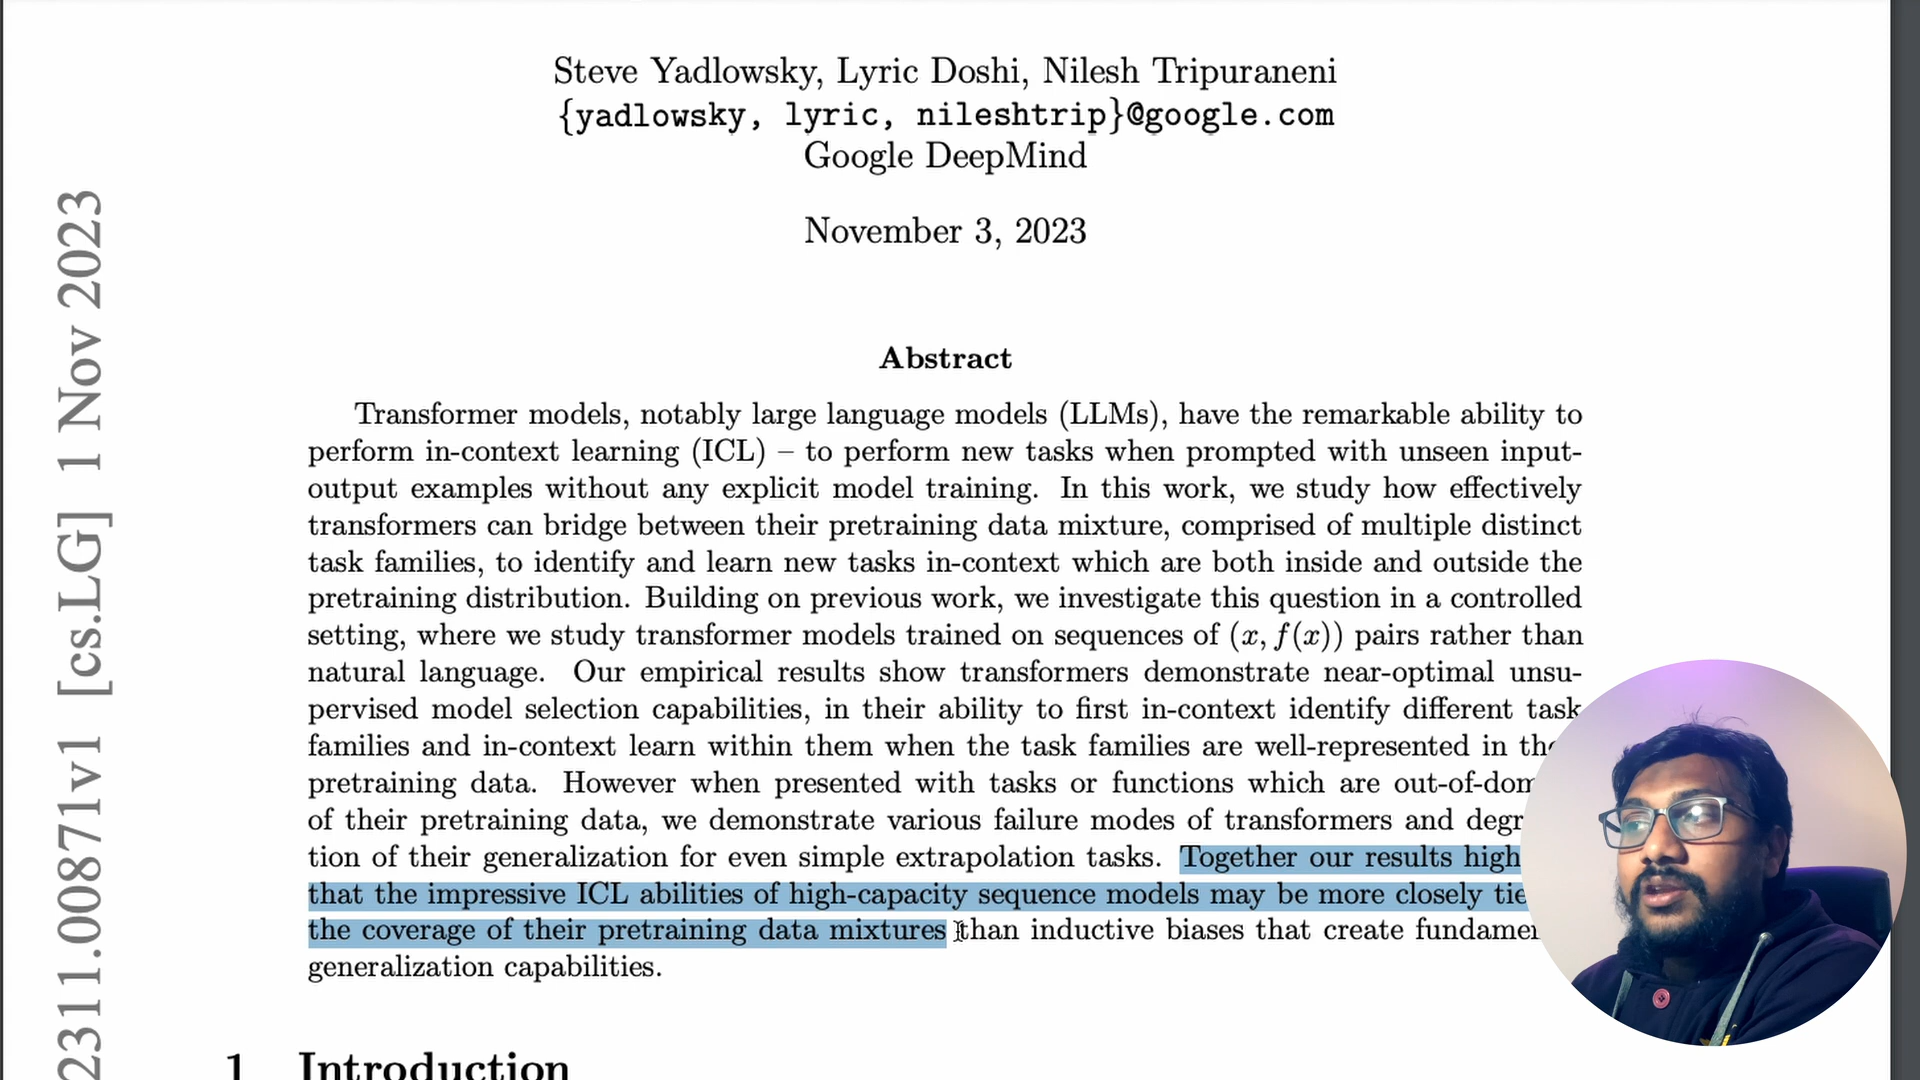 Steve Yadlowsky, Lyric Doshi, Nilesh Tripuraneni
{yadlowsky, lyric, nileshtrip}@google.com
Google DeepMind
November 3, 2023
Abstract
Transformer models, notably large language models (LLMs), have the remarkable ability to
perform in-context learning (ICL) – to perform new tasks when prompted with unseen input-
output examples without any explicit model training. In this work, we study how effectively
transformers can bridge between their pretraining data mixture, comprised of multiple distinct
task families, to identify and learn new tasks in-context which are both inside and outside the
pretraining distribution. Building on previous work, we investigate this question in a controlled
setting, where we study transformer models trained on sequences of (x, f(x)) pairs rather than
natural language. Our empirical results show transformers demonstrate near-optimal unsu-
pervised model selection capabilities, in their ability to first in-context identify different task
families and in-context learn within them when the task families are well-represented in
pretraining data. However when presented with tasks or functions which are
of their pretraining data, we demonstrate various failure modes of transformers and
tion of their generalization for even simple extrapolation tasks. Together our results
that the impressive ICL abilities of high-capacity sequence models may be more closely
the coverage of their pretraining data mixtures than inductive biases that create
generalization capabilities.
1 Introduction
2311.00871v1 [cs.LG] 1 Nov 2023